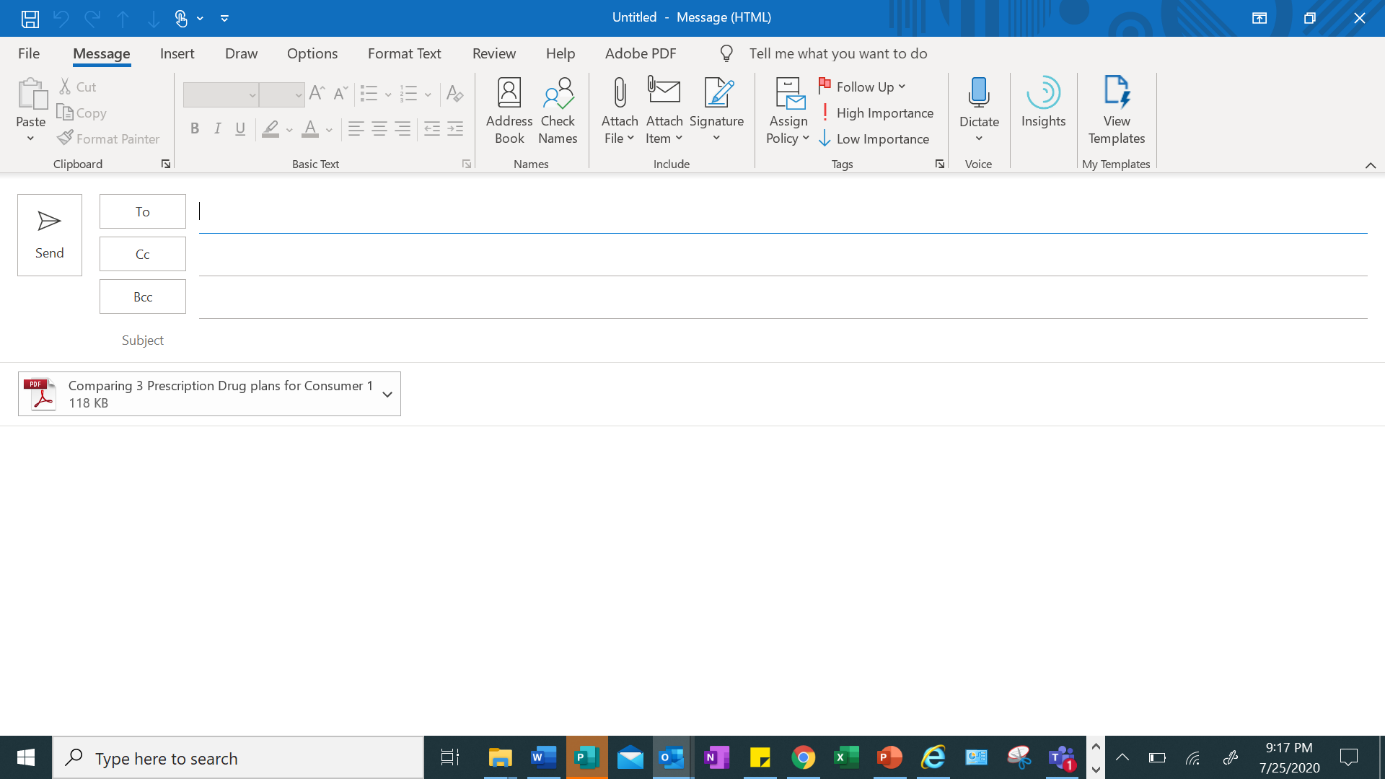 Untitled - Message (HTML)
File Message Insert Draw Options Format Text Review Help Adobe PDF Tell me what you want to do
Paste
Cut
Copy
Format Painter
Clipboard
B I U
A
Basic Text
Address Book
Check Names
Names
Attach File
Attach Item
Signature
Include
Assign Policy
Follow Up
High Importance
Low Importance
Tags
Dictate
Voice
Insights
View Templates
My Templates
Send
To
Cc
Bcc
Subject
PDF
Comparing 3 Prescription Drug plans for Consumer 1
118 KB
Type here to search
9:17 PM
7/25/2020
1